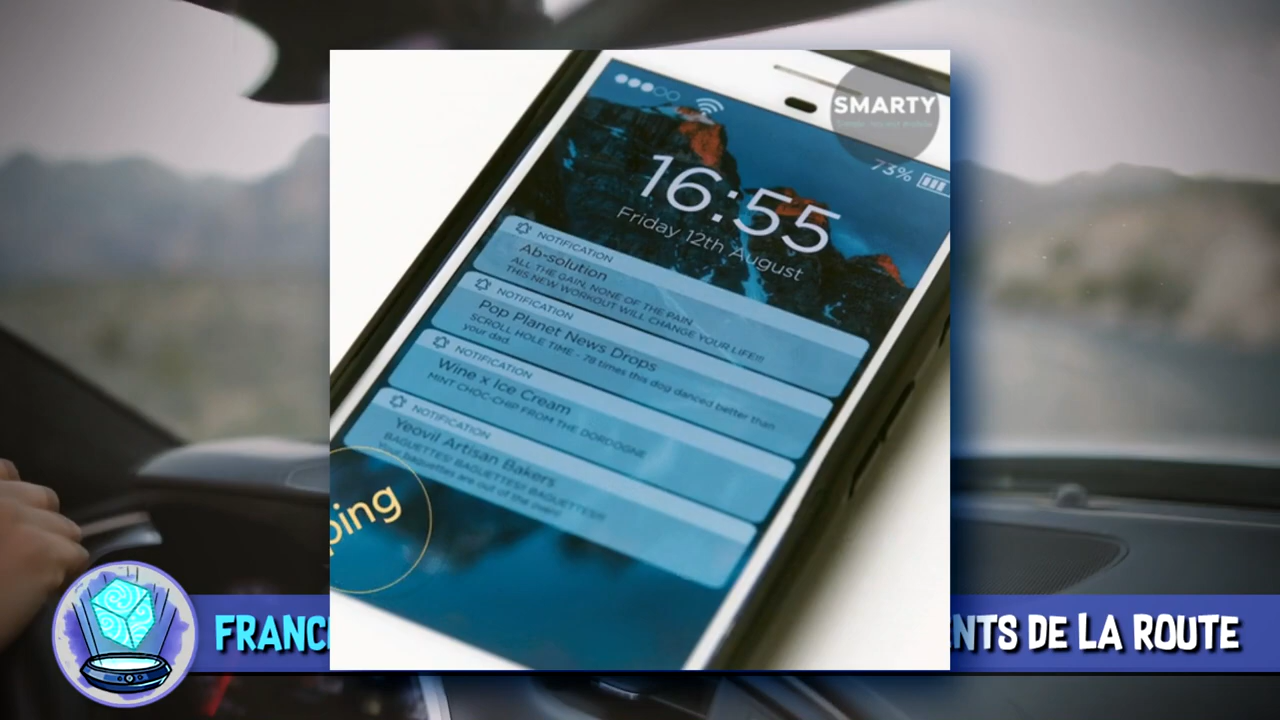 SMARTY
73%
16:55
Friday 12th August
NOTIFICATION
Ab-solution
ALL THE GAIN, NONE OF THE PAIN
THIS NEW WORKOUT WILL CHANGE YOUR LIFE!!!
NOTIFICATION
Pop Planet News Drops
SCROLL HOLE TIME - 78 times this dog danced better than
your dad.
NOTIFICATION
Wine x Ice Cream
MINT CHOC-CHIP FROM THE DORDOGNE
NOTIFICATION
Yeovil Artisan Bakers
BAGUETTES! BAGUETTES!! BAGUETTES!!!
Your baguettes are out of the oven!
ping
FRANC
NTS DE LA ROUTE